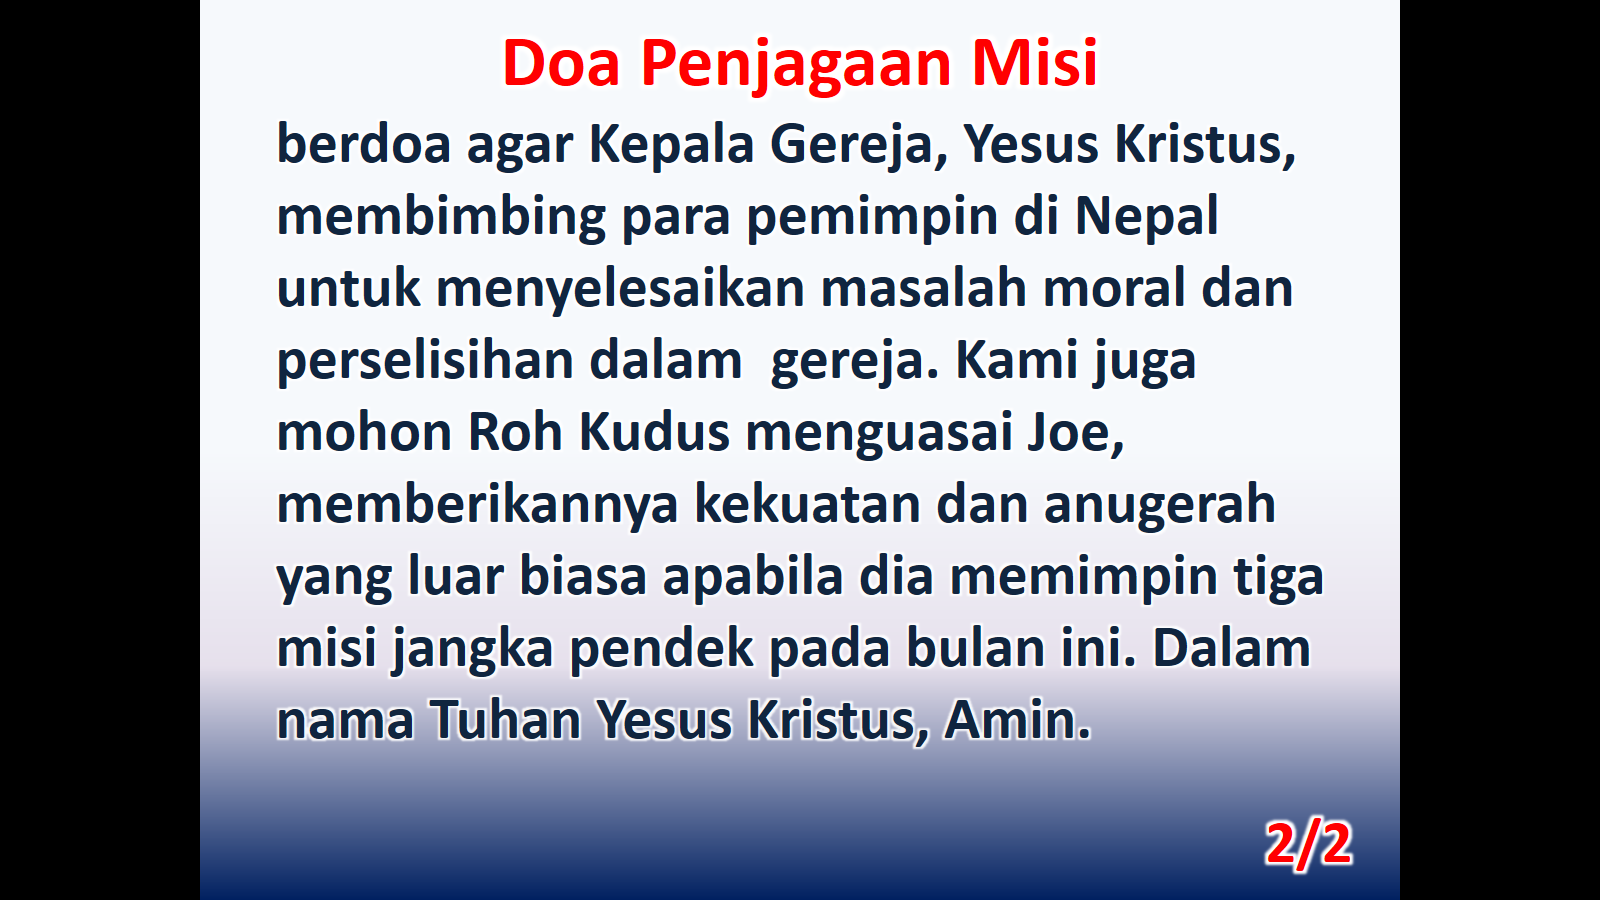 Doa Penjagaan Misi
berdoa agar Kepala Gereja, Yesus Kristus,
membimbing para pemimpin di Nepal
untuk menyelesaikan masalah moral dan
perselisihan dalam  gereja. Kami juga
mohon Roh Kudus menguasai Joe,
memberikannya kekuatan dan anugerah
yang luar biasa apabila dia memimpin tiga
misi jangka pendek pada bulan ini. Dalam
nama Tuhan Yesus Kristus, Amin.
2/2